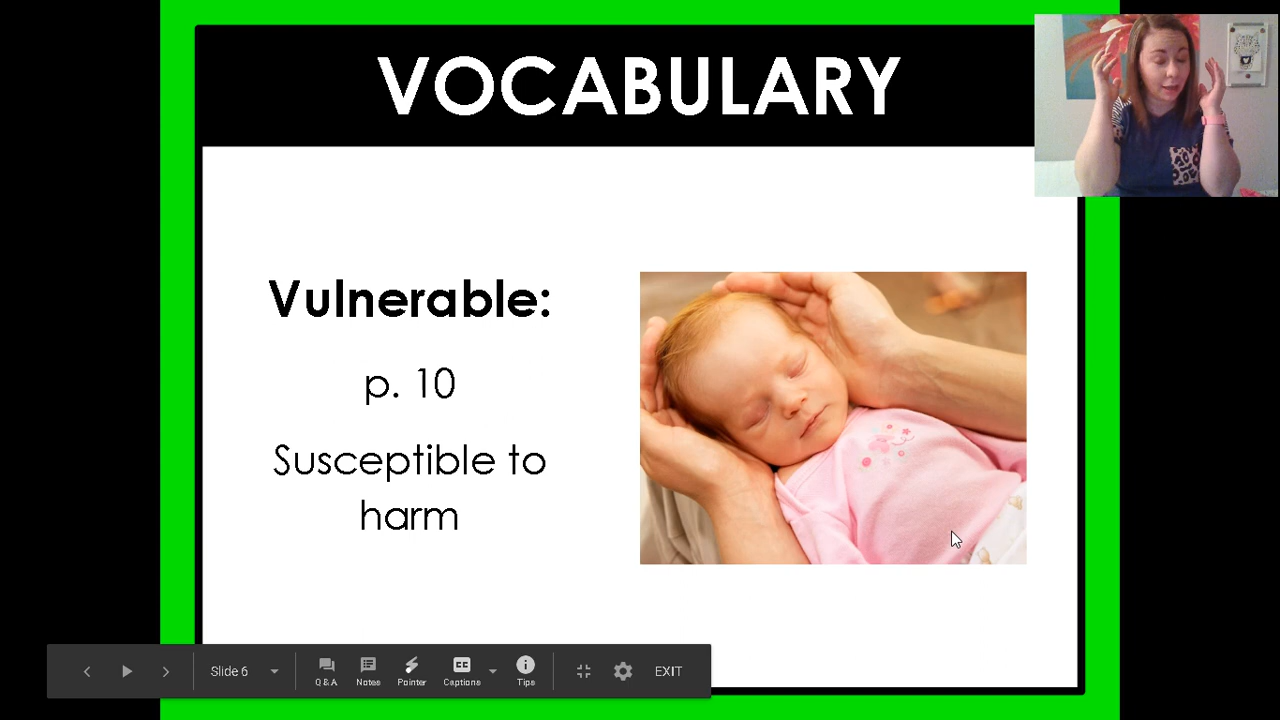 VOCABULARY
Vulnerable:
p. 10
Susceptible to
harm
Slide 6
Q & A
Notes
Pointer
Captions
Tips
EXIT